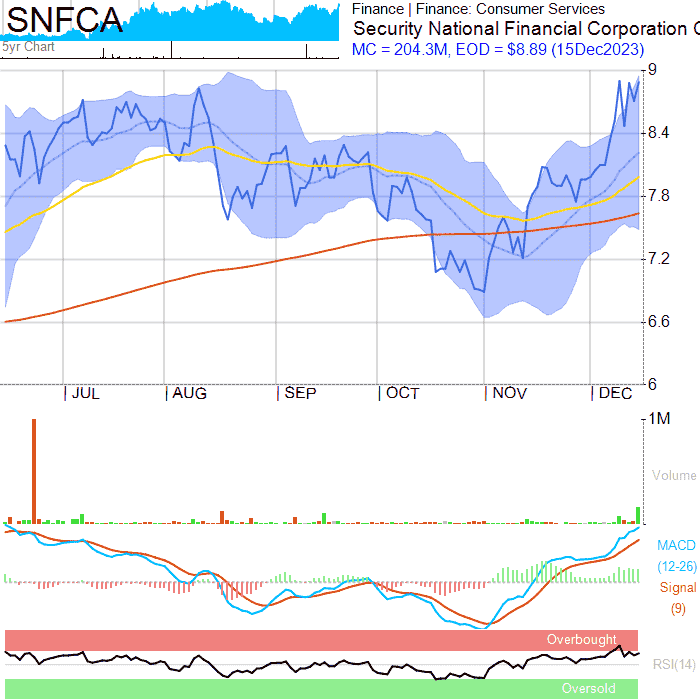 SNFCA
5yr Chart
Finance | Finance: Consumer Services
Security National Financial Corporation C
MC = 204.3M, EOD = $8.89 (15Dec2023)
9
8.4
7.8
7.2
6.6
6
JUL
AUG
SEP
OCT
NOV
DEC
1M
Volume
MACD
(12-26)
Signal
(9)
Overbought
RSI(14)
Oversold